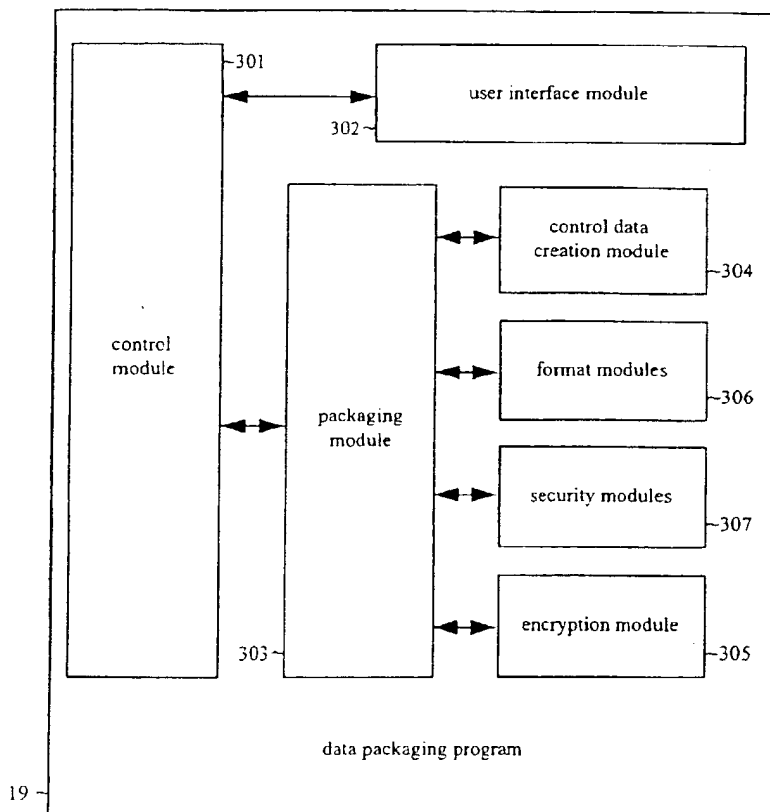 301
user interface module
302
control data
creation module
304
control
module
format modules
306
packaging
module
security modules
307
encryption module
303
305
data packaging program
19